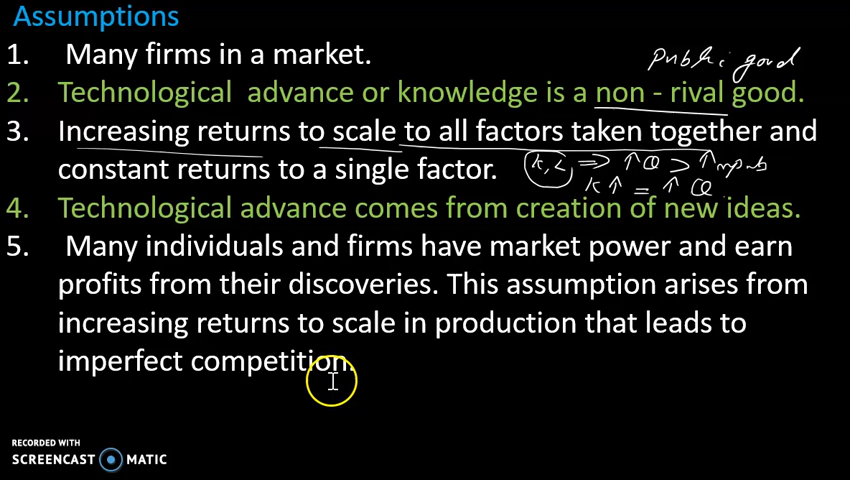 Assumptions
1. Many firms in a market.
public good
2. Technological advance or knowledge is a non - rival good.
3. Increasing returns to scale to all factors taken together and
constant returns to a single factor. (K, L) ⇒ ↑Q > ↑inputs
K↑ = ↑Q
4. Technological advance comes from creation of new ideas.
5. Many individuals and firms have market power and earn
profits from their discoveries. This assumption arises from
increasing returns to scale in production that leads to
imperfect competition.
RECORDED WITH
SCREENCAST MATIC